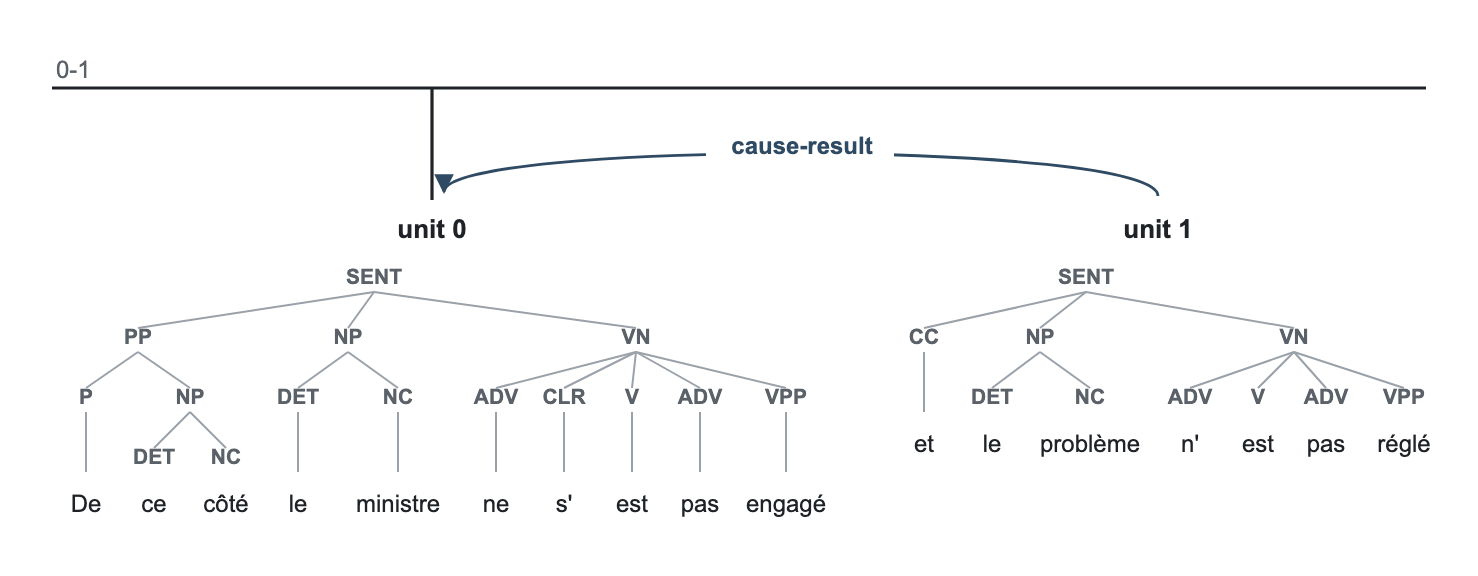 0-1
cause-result
unit 0 unit 1
SENT SENT
PP NP VN CC NP VN
P NP DET NC ADV CLR V ADV VPP DET NC ADV V ADV VPP
et le problème n' est pas réglé
DET NC
De ce côté le ministre ne s' est pas engagé